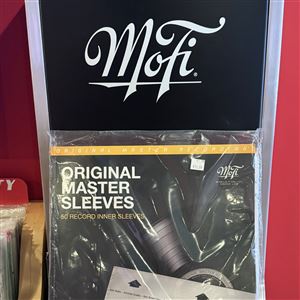 MoFi
ORIGINAL MASTER RECORDING
MoFi
ORIGINAL
MASTER
SLEEVES
50 RECORD INNER SLEEVES